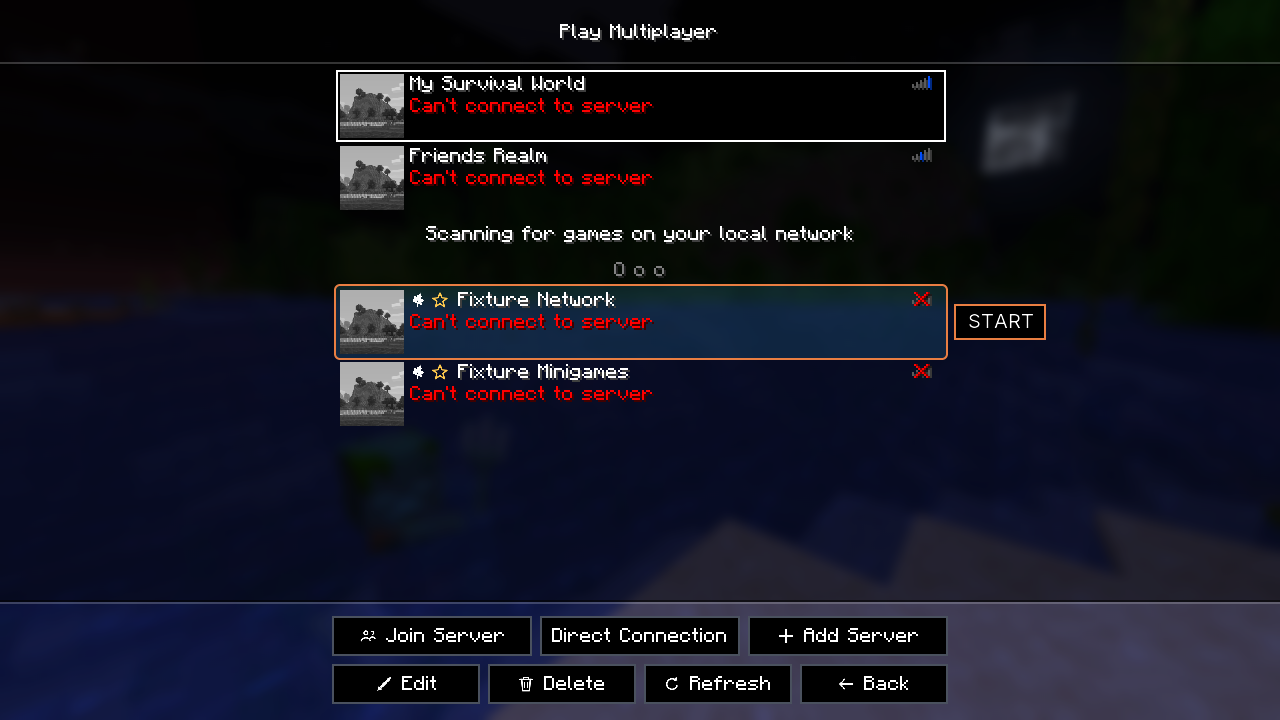 Play Multiplayer
My Survival World
Can't connect to server
Friends Realm
Can't connect to server
Scanning for games on your local network
O o o
Fixture Network
Can't connect to server
START
Fixture Minigames
Can't connect to server
Join Server
Direct Connection
Add Server
Edit
Delete
Refresh
Back